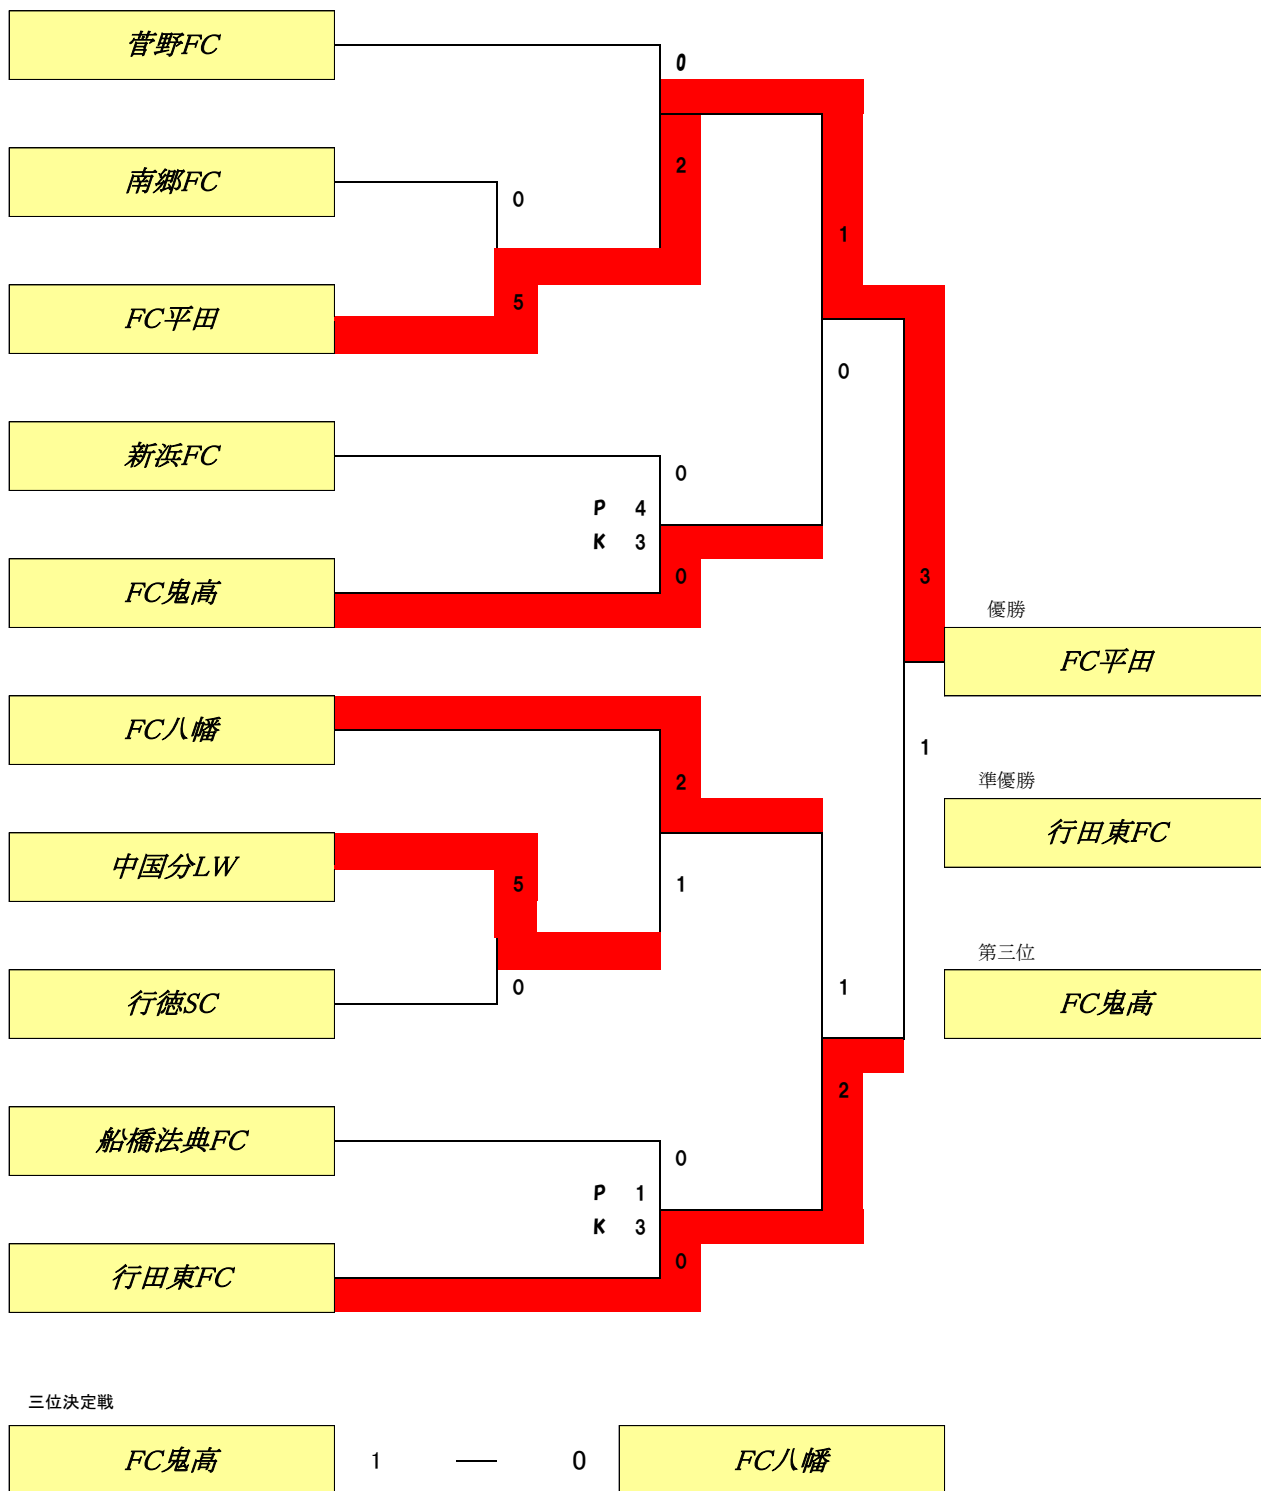 菅野FC
0
南郷FC
2
0
1
FC平田
5
0
新浜FC
0
P 4
K 3
FC鬼高
0
3
優勝
FC平田
FC八幡
1
2
準優勝
行田東FC
中国分LW
5
1
第三位
行徳SC
0
1
FC鬼高
2
船橋法典FC
0
P 1
K 3
行田東FC
0
三位決定戦
FC鬼高 1 — 0 FC八幡